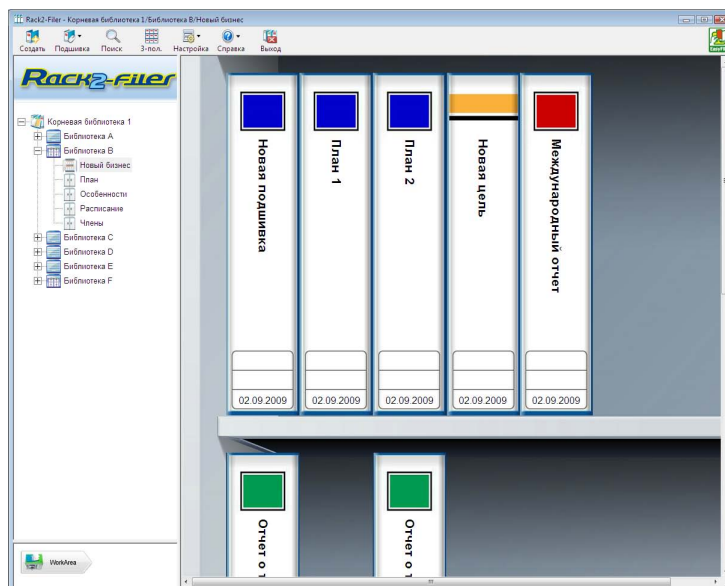 Rack2-Filer - Корневая библиотека 1/Библиотека B/Новый бизнес
Создать Подшивка Поиск 3-пол. Настройка Справка Выход
Rack2-Filer
Корневая библиотека 1
Библиотека A
Библиотека B
Новый бизнес
План
Особенности
Расписание
Члены
Библиотека C
Библиотека D
Библиотека E
Библиотека F
WorkArea
Новая подшивка
План 1
План 2
Новая цель
Международный отчет
02.09.2009 02.09.2009 02.09.2009 02.09.2009 02.09.2009
Отчет о
Отчет о